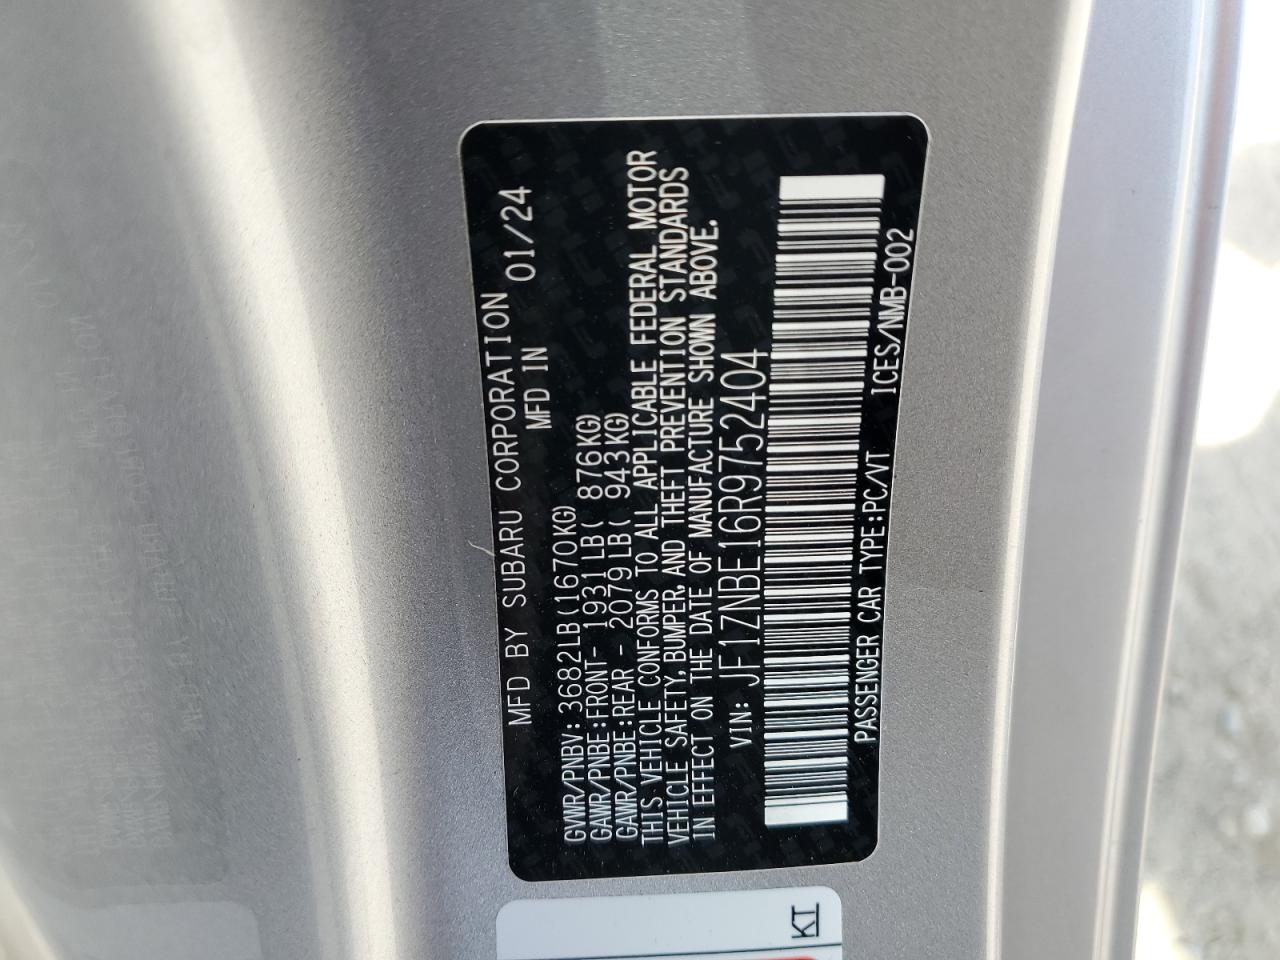 MFD BY SUBARU CORPORATION
MFD IN 01/24
GVWR/PNBV: 3682LB(1670KG)
GAWR/PNBE:FRONT- 1931LB( 876KG)
GAWR/PNBE:REAR - 2079LB( 943KG)
THIS VEHICLE CONFORMS TO ALL APPLICABLE FEDERAL MOTOR
VEHICLE SAFETY, BUMPER, AND THEFT PREVENTION STANDARDS
IN EFFECT ON THE DATE OF MANUFACTURE SHOWN ABOVE.
VIN: JF1ZNBE16R9752404
PASSENGER CAR TYPE:PC/VT ICES/NMB-002
KI